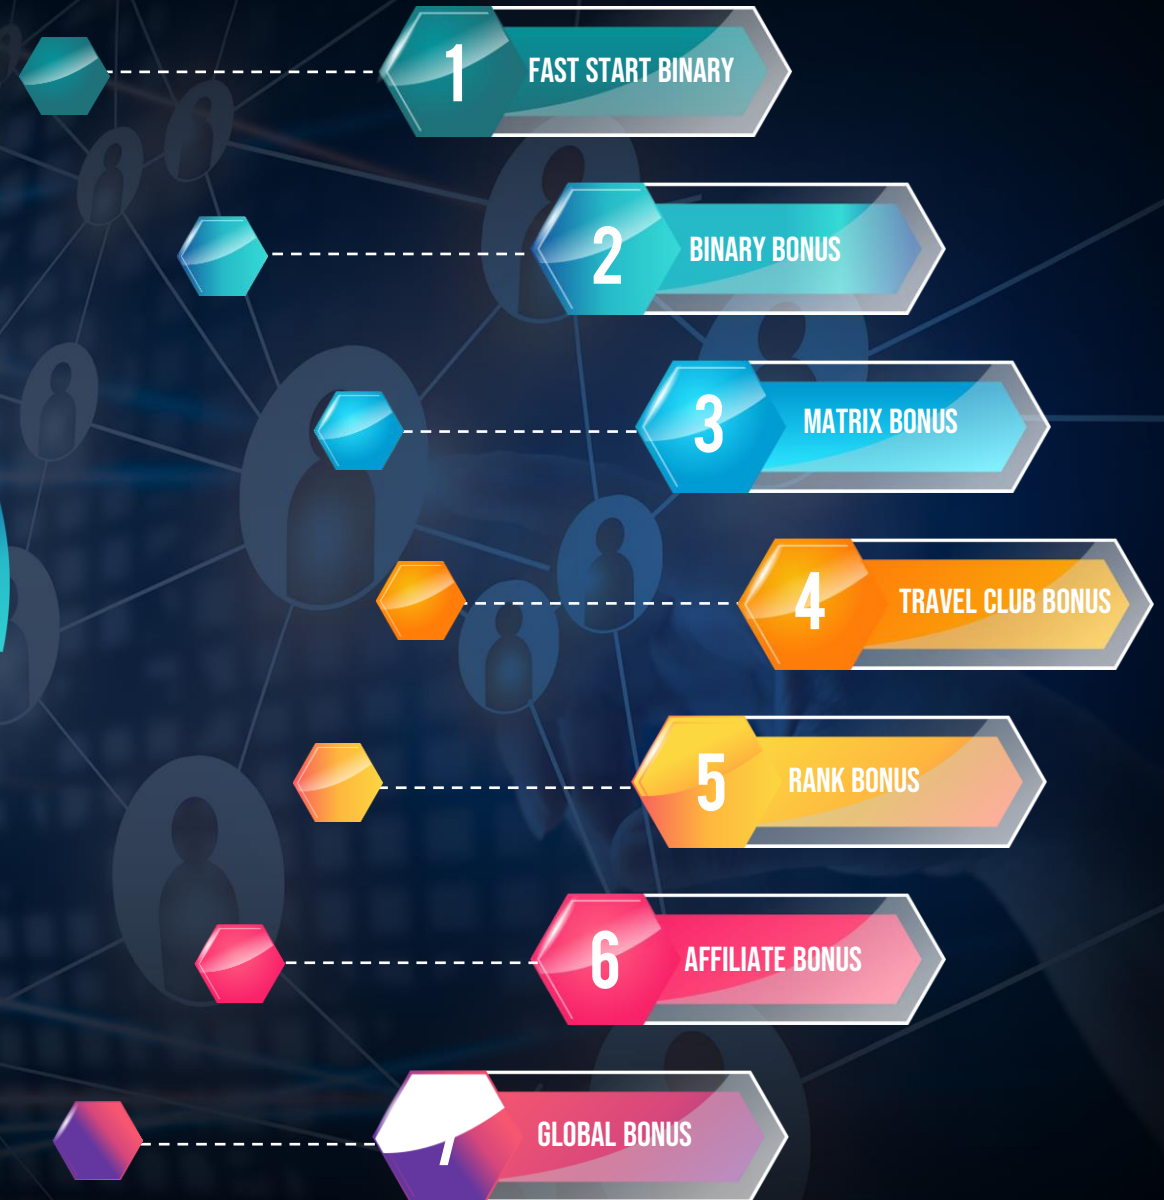 1
FAST START BINARY
2
BINARY BONUS
3
MATRIX BONUS
4
TRAVEL CLUB BONUS
5
RANK BONUS
6
AFFILIATE BONUS
7
GLOBAL BONUS